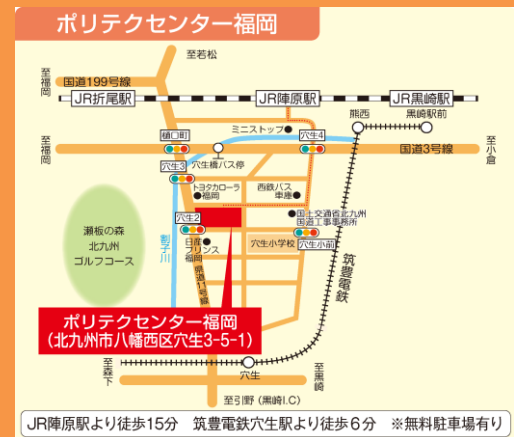 ポリテクセンター福岡
至若松
至福岡
国道199号線
JR折尾駅
JR陣原駅
JR黒崎駅
熊西
黒崎駅前
樋口町
ミニストップ
穴生4
至福岡
国道3号線
至小倉
穴生橋バス停
穴生3
トヨタカローラ
福岡
西鉄バス
車庫
穴生2
国土交通省北九州
国道工事事務所
瀬板の森
北九州
ゴルフコース
割子川
日産
プリンス
福岡
県道11号線
穴生小学校
穴生小前
筑豊電鉄
ポリテクセンター福岡
(北九州市八幡西区穴生3-5-1)
至森下
穴生
至黒崎
至引野(黒崎I.C)
JR陣原駅より徒歩15分 筑豊電鉄穴生駅より徒歩6分 ※無料駐車場有り